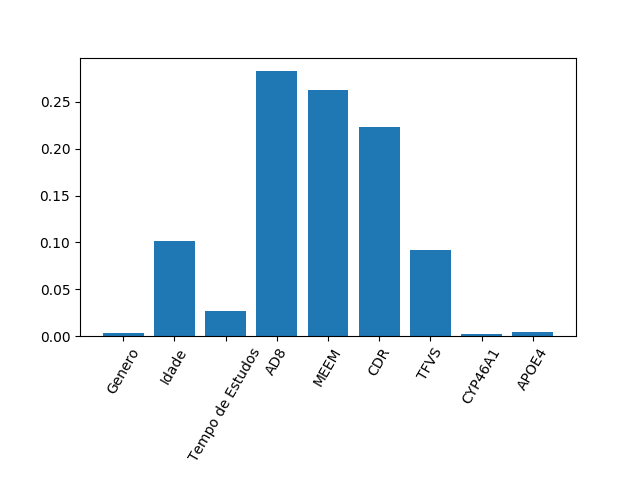 0.25
0.20
0.15
0.10
0.05
0.00
Genero
Idade
Tempo de Estudos
AD8
MEEM
CDR
TFVS
CYP46A1
APOE4